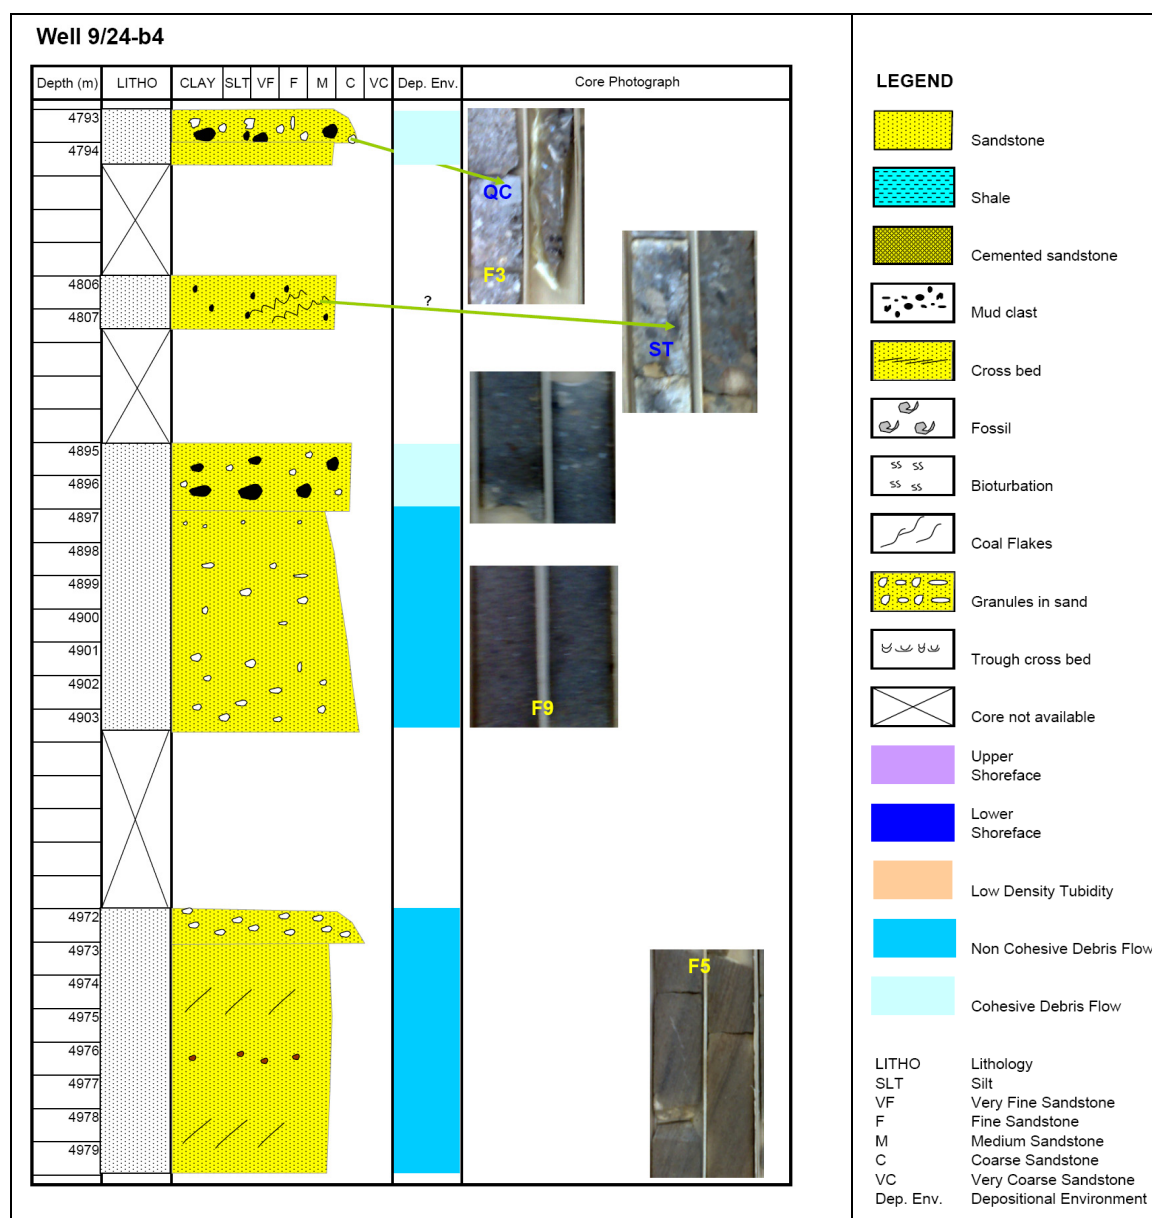 Well 9/24-b4
Depth (m) LITHO CLAY SLT VF F M C VC Dep. Env. Core Photograph
4793
4794
QC
F3
4806
4807
?
ST
4895
4896
4897
4898
4899
4900
4901
4902
4903
F9
4972
4973
4974
4975
4976
4977
4978
4979
F5
LEGEND
Sandstone
Shale
Cemented sandstone
Mud clast
Cross bed
Fossil
Bioturbation
Coal Flakes
Granules in sand
Trough cross bed
Core not available
Upper
Shoreface
Lower
Shoreface
Low Density Tubidity
Non Cohesive Debris Flow
Cohesive Debris Flow
LITHO Lithology
SLT Silt
VF Very Fine Sandstone
F Fine Sandstone
M Medium Sandstone
C Coarse Sandstone
VC Very Coarse Sandstone
Dep. Env. Depositional Environment